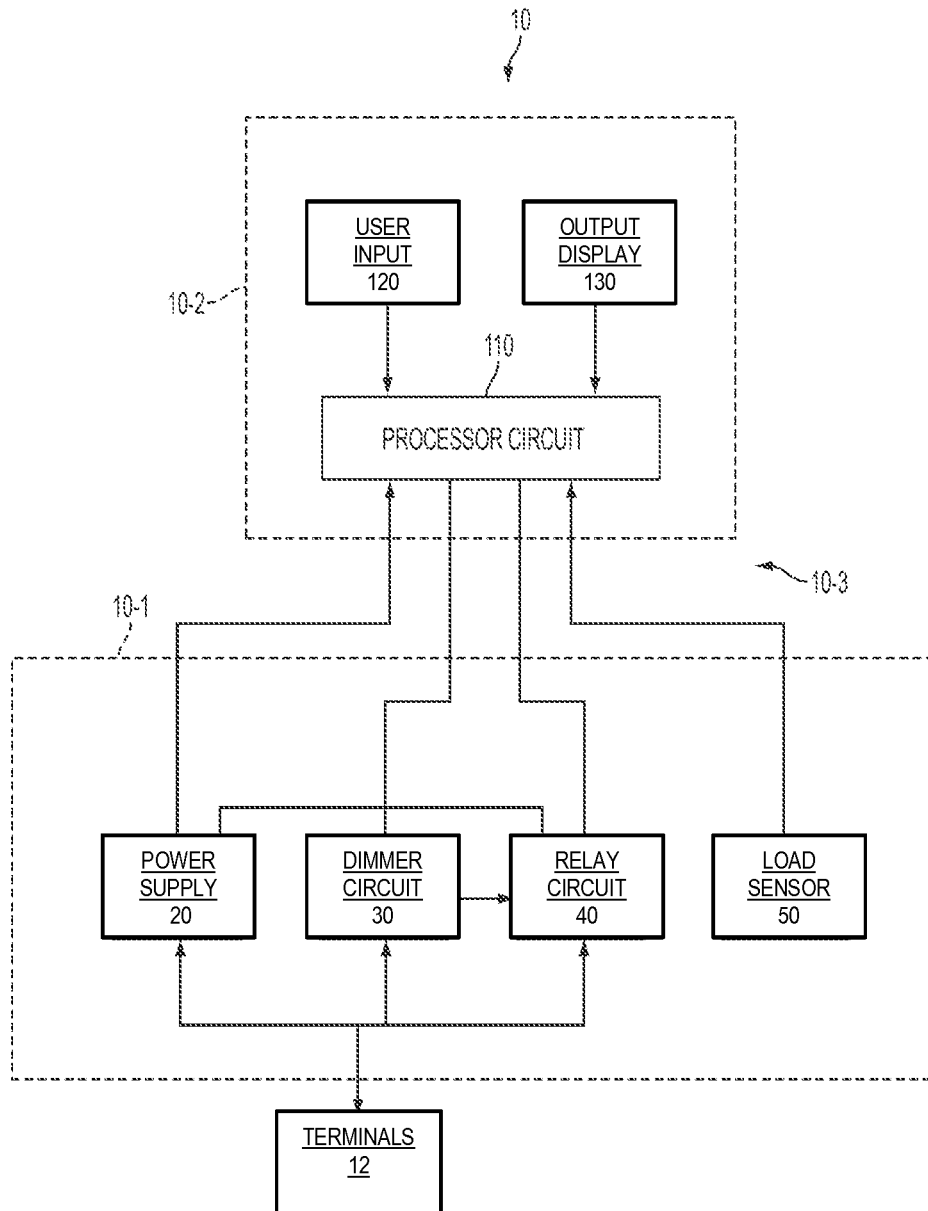 10
USER
INPUT
120
OUTPUT
DISPLAY
130
10-2
110
PROCESSOR CIRCUIT
10-3
10-1
POWER
SUPPLY
20
DIMMER
CIRCUIT
30
RELAY
CIRCUIT
40
LOAD
SENSOR
50
TERMINALS
12